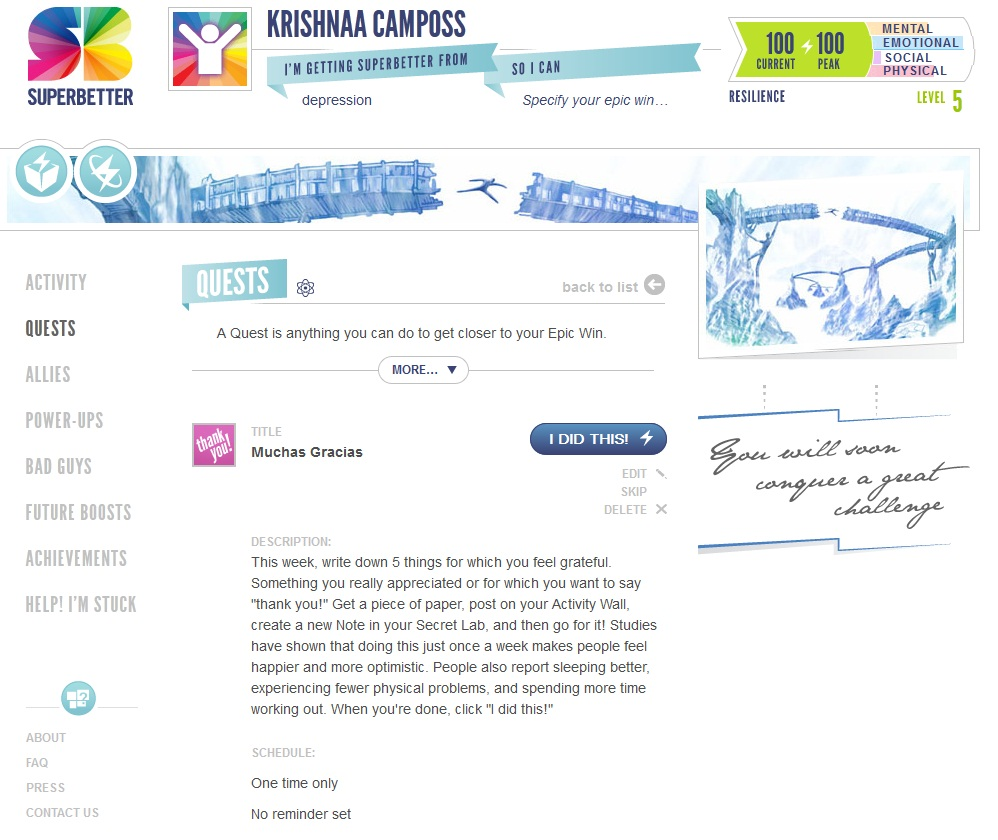 SUPERBETTER
KRISHNAA CAMPOSS
I'M GETTING SUPERBETTER FROM
SO I CAN
depression
Specify your epic win…
100 100
CURRENT PEAK
MENTAL
EMOTIONAL
SOCIAL
PHYSICAL
RESILIENCE
LEVEL 5
ACTIVITY
QUESTS
ALLIES
POWER-UPS
BAD GUYS
FUTURE BOOSTS
ACHIEVEMENTS
HELP! I'M STUCK
ABOUT
FAQ
PRESS
CONTACT US
QUESTS
back to list
A Quest is anything you can do to get closer to your Epic Win.
MORE...
thank
you!
TITLE
Muchas Gracias
I DID THIS!
EDIT
SKIP
DELETE
DESCRIPTION:
This week, write down 5 things for which you feel grateful.
Something you really appreciated or for which you want to say
"thank you!" Get a piece of paper, post on your Activity Wall,
create a new Note in your Secret Lab, and then go for it! Studies
have shown that doing this just once a week makes people feel
happier and more optimistic. People also report sleeping better,
experiencing fewer physical problems, and spending more time
working out. When you're done, click "I did this!"
SCHEDULE:
One time only
No reminder set
You will soon
conquer a great
challenge